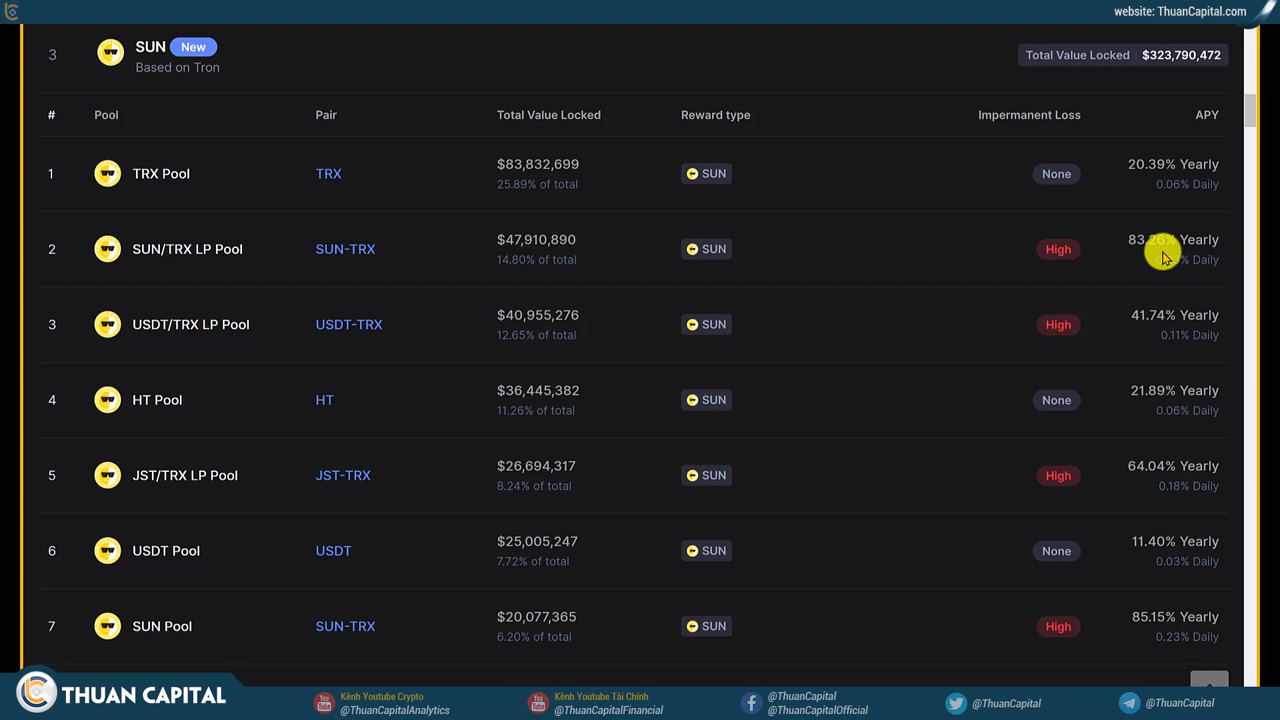 website: ThuanCapital.com
3
SUN New
Based on Tron
Total Value Locked $323,790,472
# Pool Pair Total Value Locked Reward type Impermanent Loss APY
1 TRX Pool TRX $83,832,699 SUN None 20.39% Yearly
25.89% of total 0.06% Daily
2 SUN/TRX LP Pool SUN-TRX $47,910,890 SUN High 83.26% Yearly
14.80% of total Daily
3 USDT/TRX LP Pool USDT-TRX $40,955,276 SUN High 41.74% Yearly
12.65% of total 0.11% Daily
4 HT Pool HT $36,445,382 SUN None 21.89% Yearly
11.26% of total 0.06% Daily
5 JST/TRX LP Pool JST-TRX $26,694,317 SUN High 64.04% Yearly
8.24% of total 0.18% Daily
6 USDT Pool USDT $25,005,247 SUN None 11.40% Yearly
7.72% of total 0.03% Daily
7 SUN Pool SUN-TRX $20,077,365 SUN High 85.15% Yearly
6.20% of total 0.23% Daily
THUAN CAPITAL
Kênh Youtube Crypto
@ThuanCapitalAnalytics
Kênh Youtube Tài Chính
@ThuanCapitalFinancial
@ThuanCapital
@ThuanCapitalOfficial
@ThuanCapital
@ThuanCapital